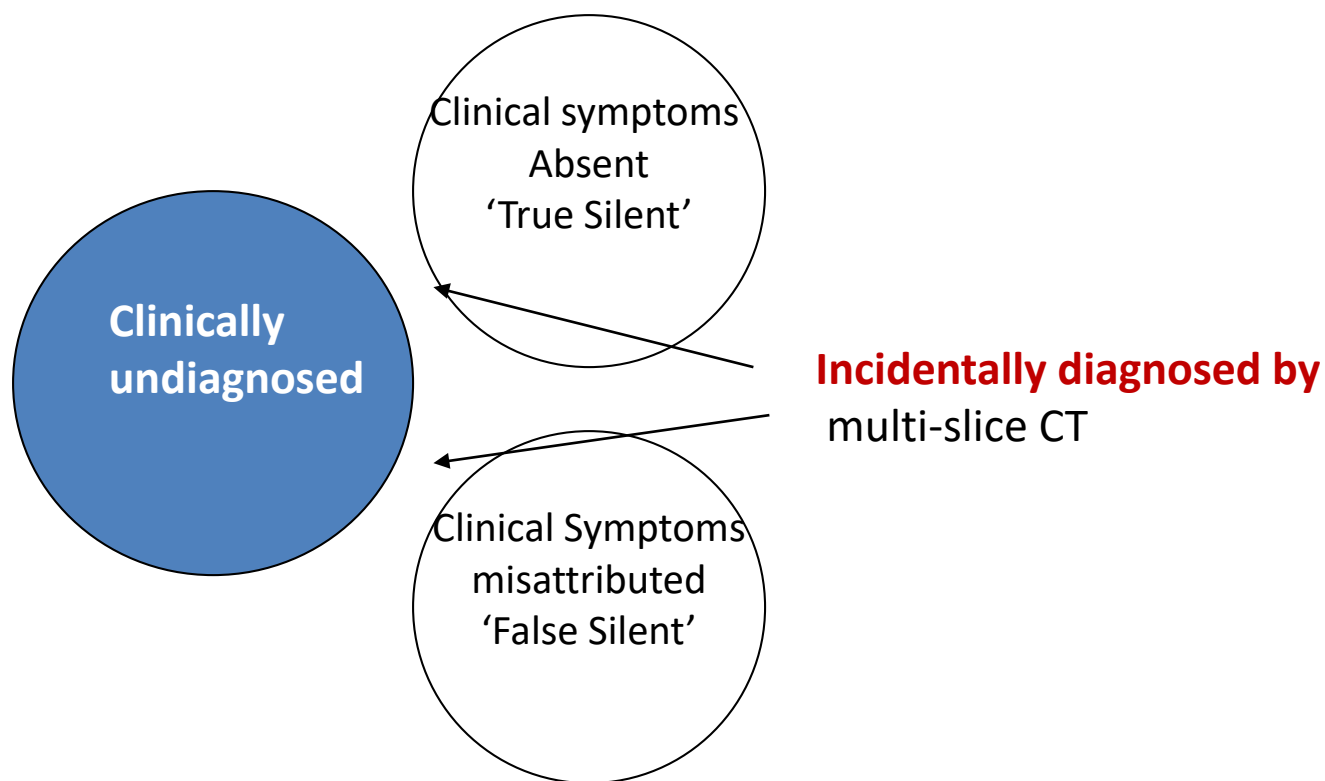 Clinical symptoms
Absent
‘True Silent’
Clinically
undiagnosed
Incidentally diagnosed by
multi-slice CT
Clinical Symptoms
misattributed
‘False Silent’